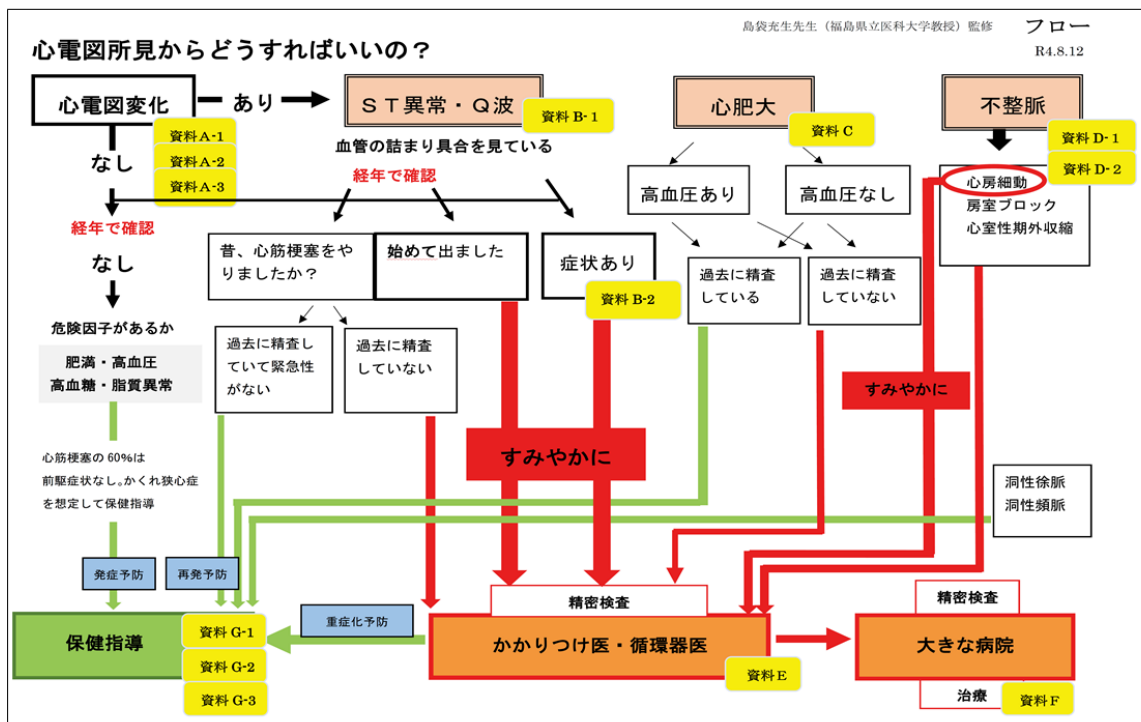 島袋充生先生（福島県立医科大学教授）監修
フロー
R4.8.12
心電図所見からどうすればいいの？
心電図変化
あり
ＳＴ異常・Ｑ波
心肥大
不整脈
資料A-1
資料A-2
資料A-3
資料 B-1
資料 C
資料 D-1
資料 D-2
なし
血管の詰まり具合を見ている
経年で確認
経年で確認
なし
高血圧あり
高血圧なし
心房細動
房室ブロック
心室性期外収縮
昔、心筋梗塞をや
りましたか？
始めて出ました
症状あり
資料 B-2
過去に精査
している
過去に精査
していない
危険因子があるか
肥満・高血圧
高血糖・脂質異常
過去に精査し
ていて緊急性
がない
過去に精査
していない
すみやかに
すみやかに
心筋梗塞の 60%は
前駆症状なし。かくれ狭心症
を想定して保健指導
洞性徐脈
洞性頻脈
発症予防
再発予防
重症化予防
精密検査
精密検査
保健指導
資料 G-1
資料 G-2
資料 G-3
かかりつけ医・循環器医
資料 E
大きな病院
治療
資料 F